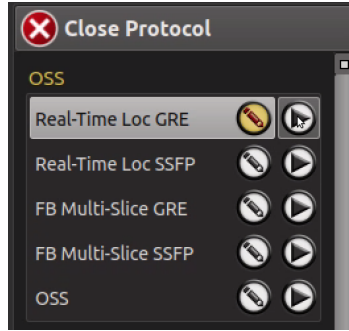 Close Protocol
OSS
Real-Time Loc GRE
Real-Time Loc SSFP
FB Multi-Slice GRE
FB Multi-Slice SSFP
OSS